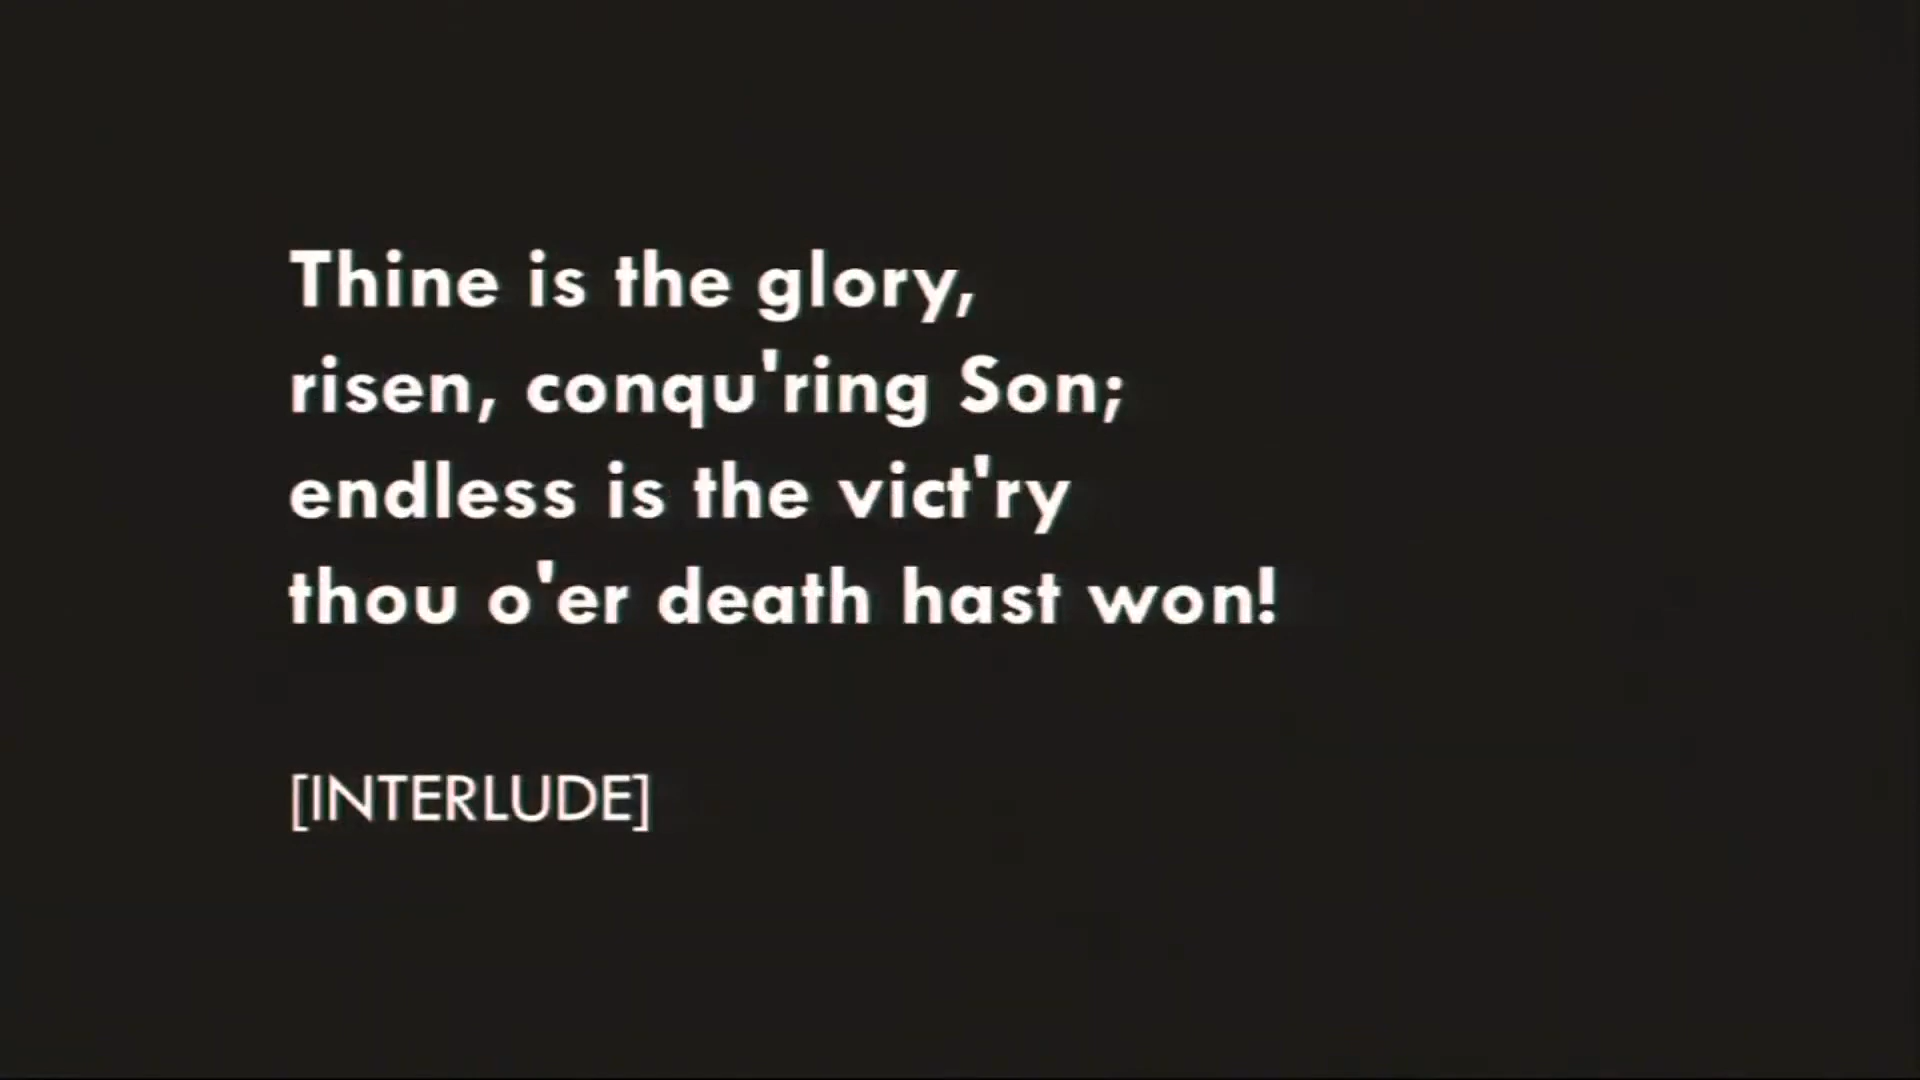 Thine is the glory,
risen, conqu'ring Son;
endless is the vict'ry
thou o'er death hast won!
[INTERLUDE]